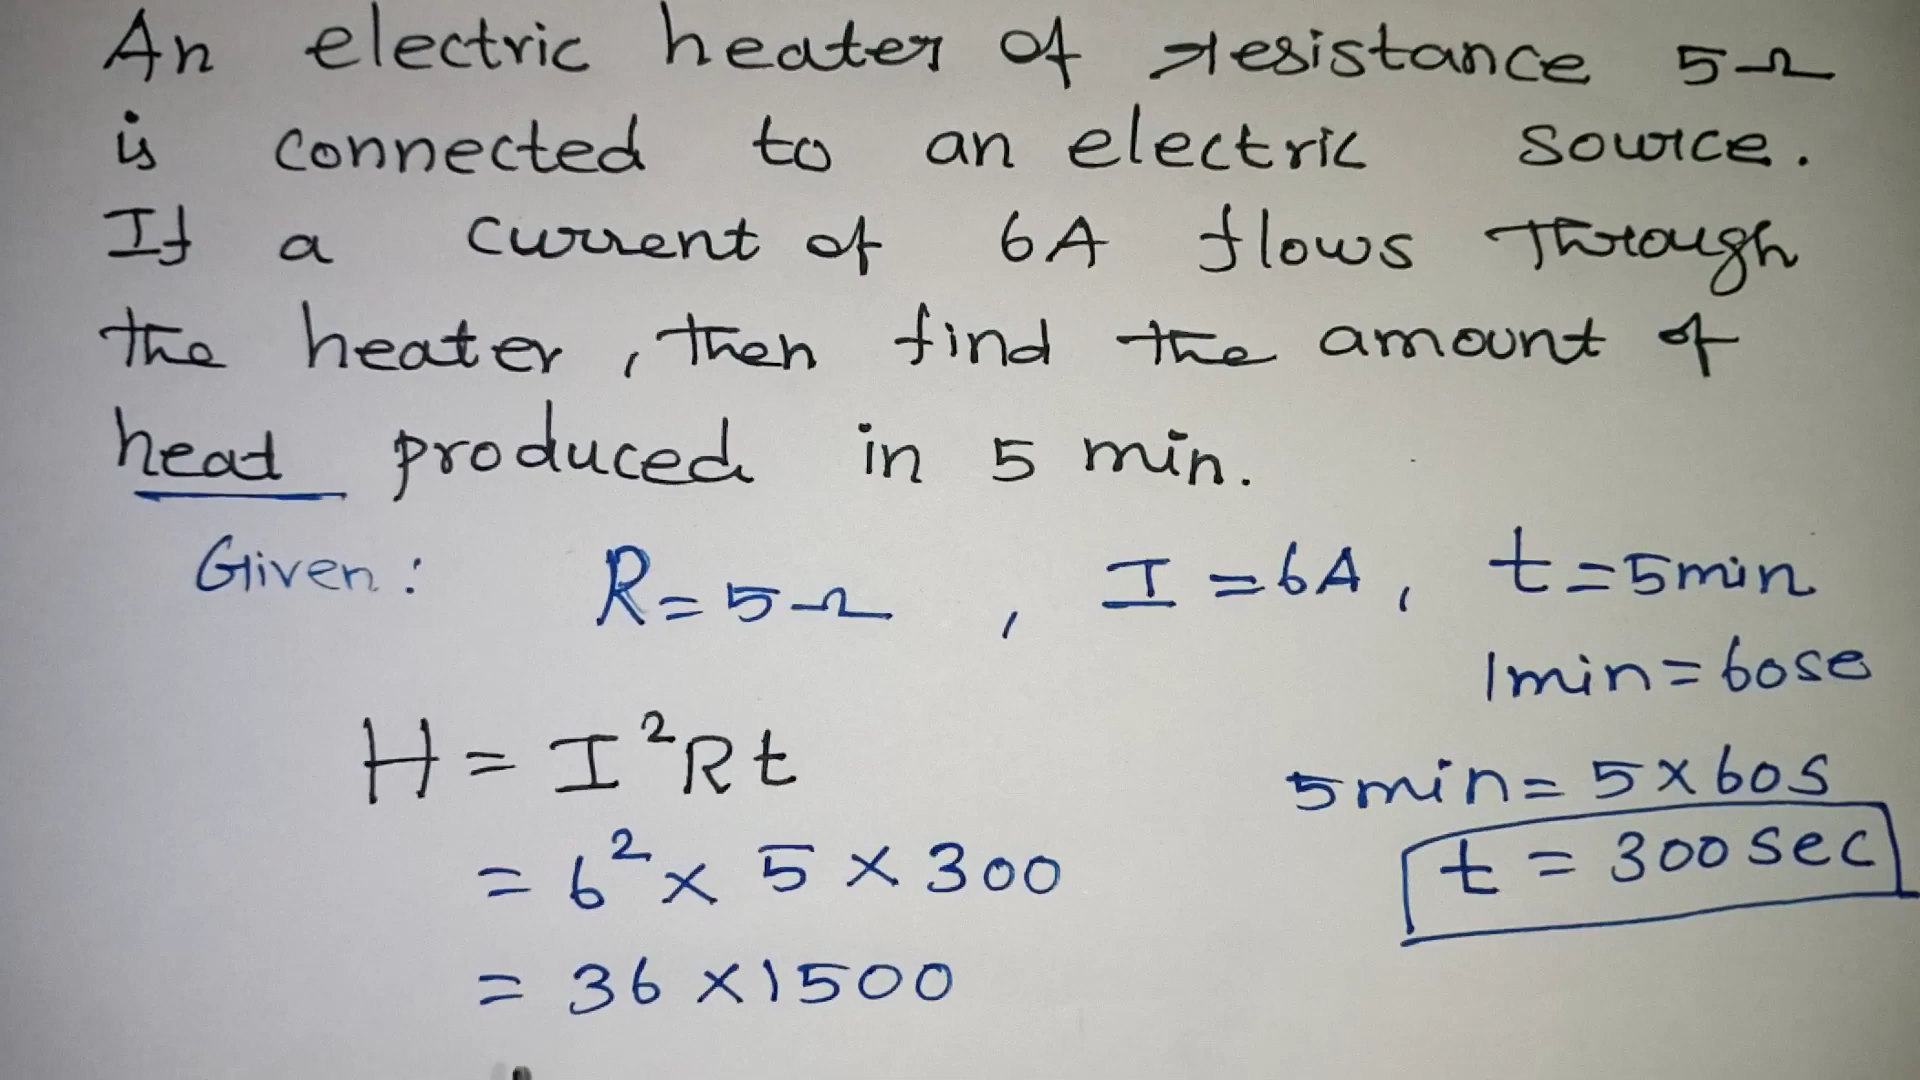 An electric heater of resistance 5Ω
is connected to an electric source.
If a current of 6A flows Through
the heater, then find the amount of
heat produced in 5 min.
Given: R=5Ω, I=6A, t=5min
1min=60se
H = I²Rt
5min=5×60s
= 6² × 5 × 300
t = 300sec
= 36 ×1500